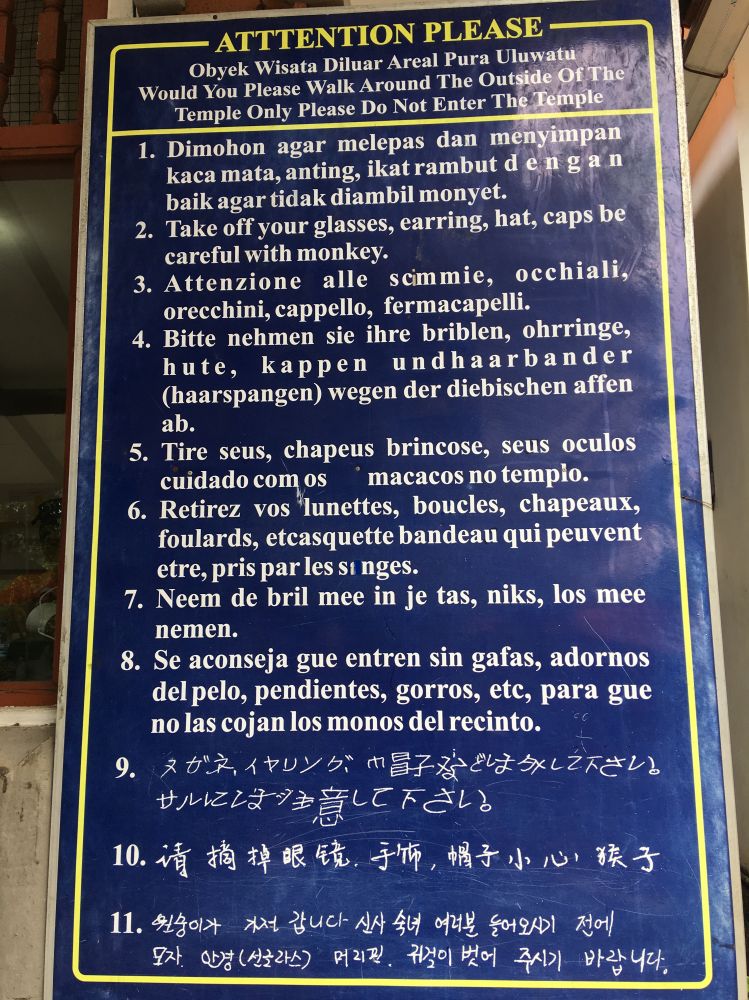 ATTTENTION PLEASE
Obyek Wisata Diluar Areal Pura Uluwatu
Would You Please Walk Around The Outside Of The
Temple Only Please Do Not Enter The Temple
1. Dimohon agar melepas dan menyimpan
kaca mata, anting, ikat rambut dengan
baik agar tidak diambil monyet.
2. Take off your glasses, earring, hat, caps be
careful with monkey.
3. Attenzione alle scimmie, occhiali,
orecchini, cappello, fermacapelli.
4. Bitte nehmen sie ihre briblen, ohrringe,
hute, kappen undhaarbander
(haarspangen) wegen der diebischen affen
ab.
5. Tire seus, chapeus brincose, seus oculos
cuidado com os macacos no templo.
6. Retirez vos lunettes, boucles, chapeaux,
foulards, etcasquette bandeau qui peuvent
etre, pris par les singes.
7. Neem de bril mee in je tas, niks, los mee
nemen.
8. Se aconseja gue entren sin gafas, adornos
del pelo, pendientes, gorros, etc, para gue
no las cojan los monos del recinto.
9. メガネ、イヤリング、帽子などは外して下さい。
サルには注意して下さい。
10. 请摘掉眼镜.手饰,帽子小心猴子
11. 원숭이가 가져 갑니다 신사 숙녀 여러분 들어오시기 전에
모자. 안경(선글라스) 머리핀. 귀걸이 벗어 주시기 바랍니다.